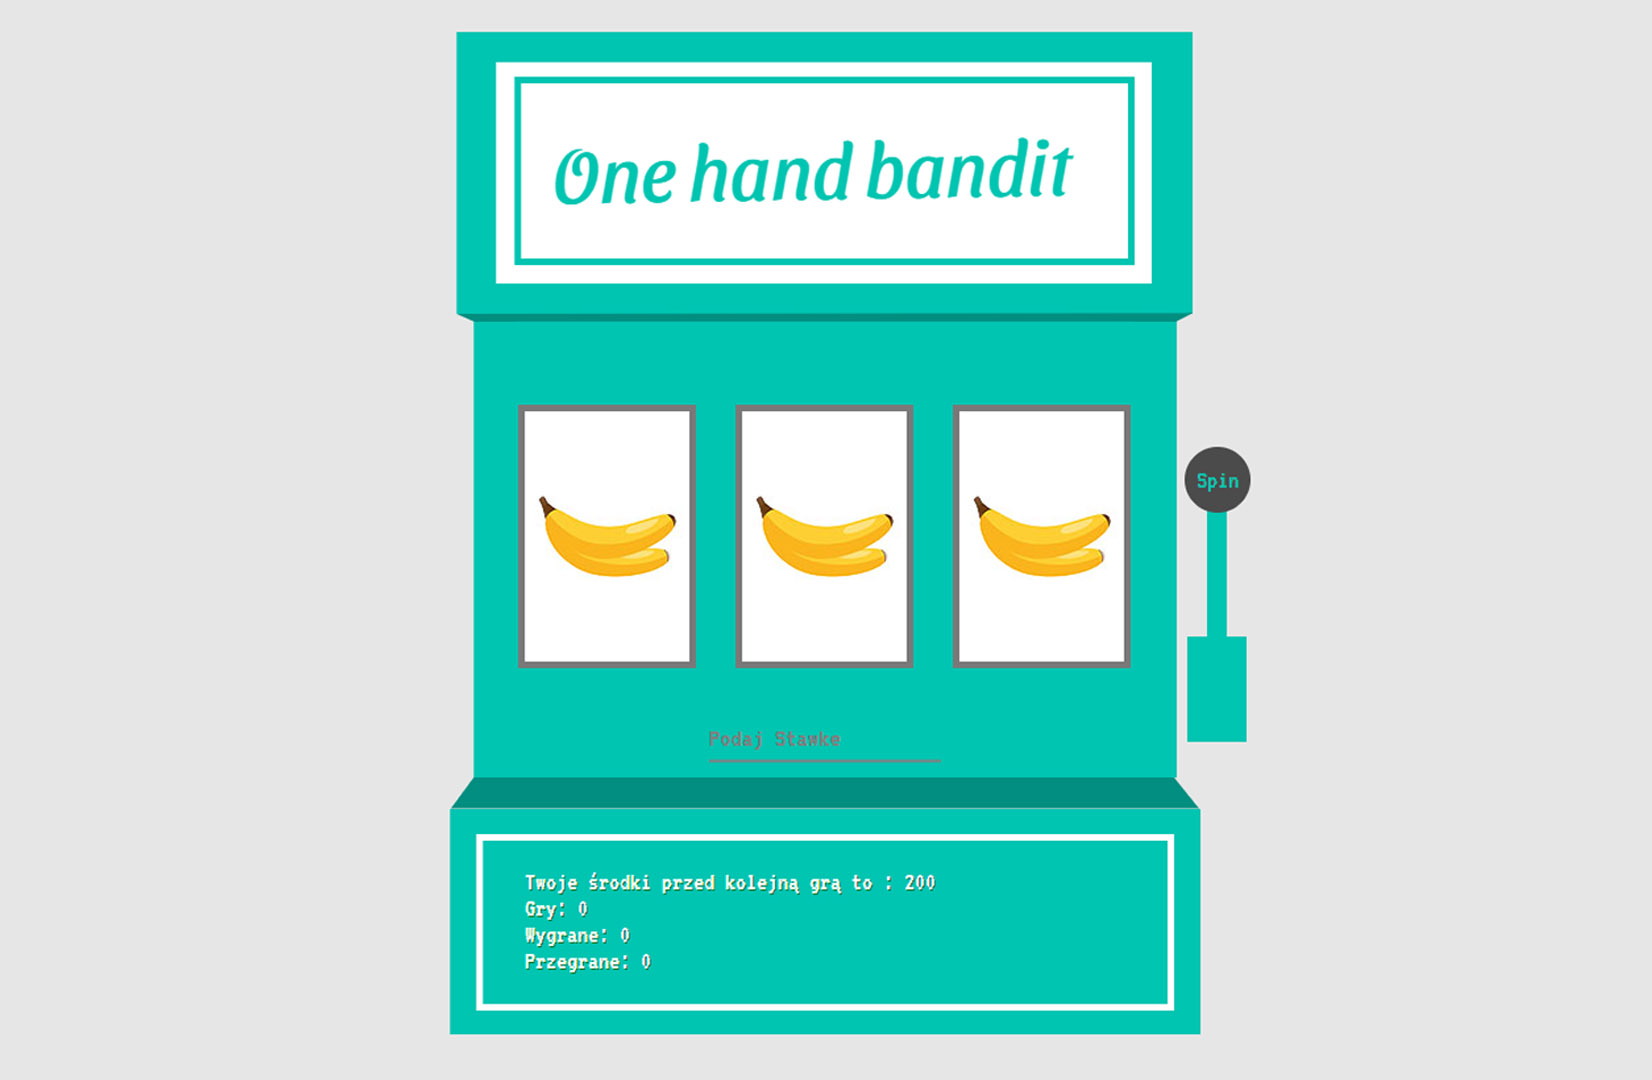 One hand bandit
Spin
Podaj Stawke
Twoje środki przed kolejną grą to : 200
Gry: 0
Wygrane: 0
Przegrane: 0